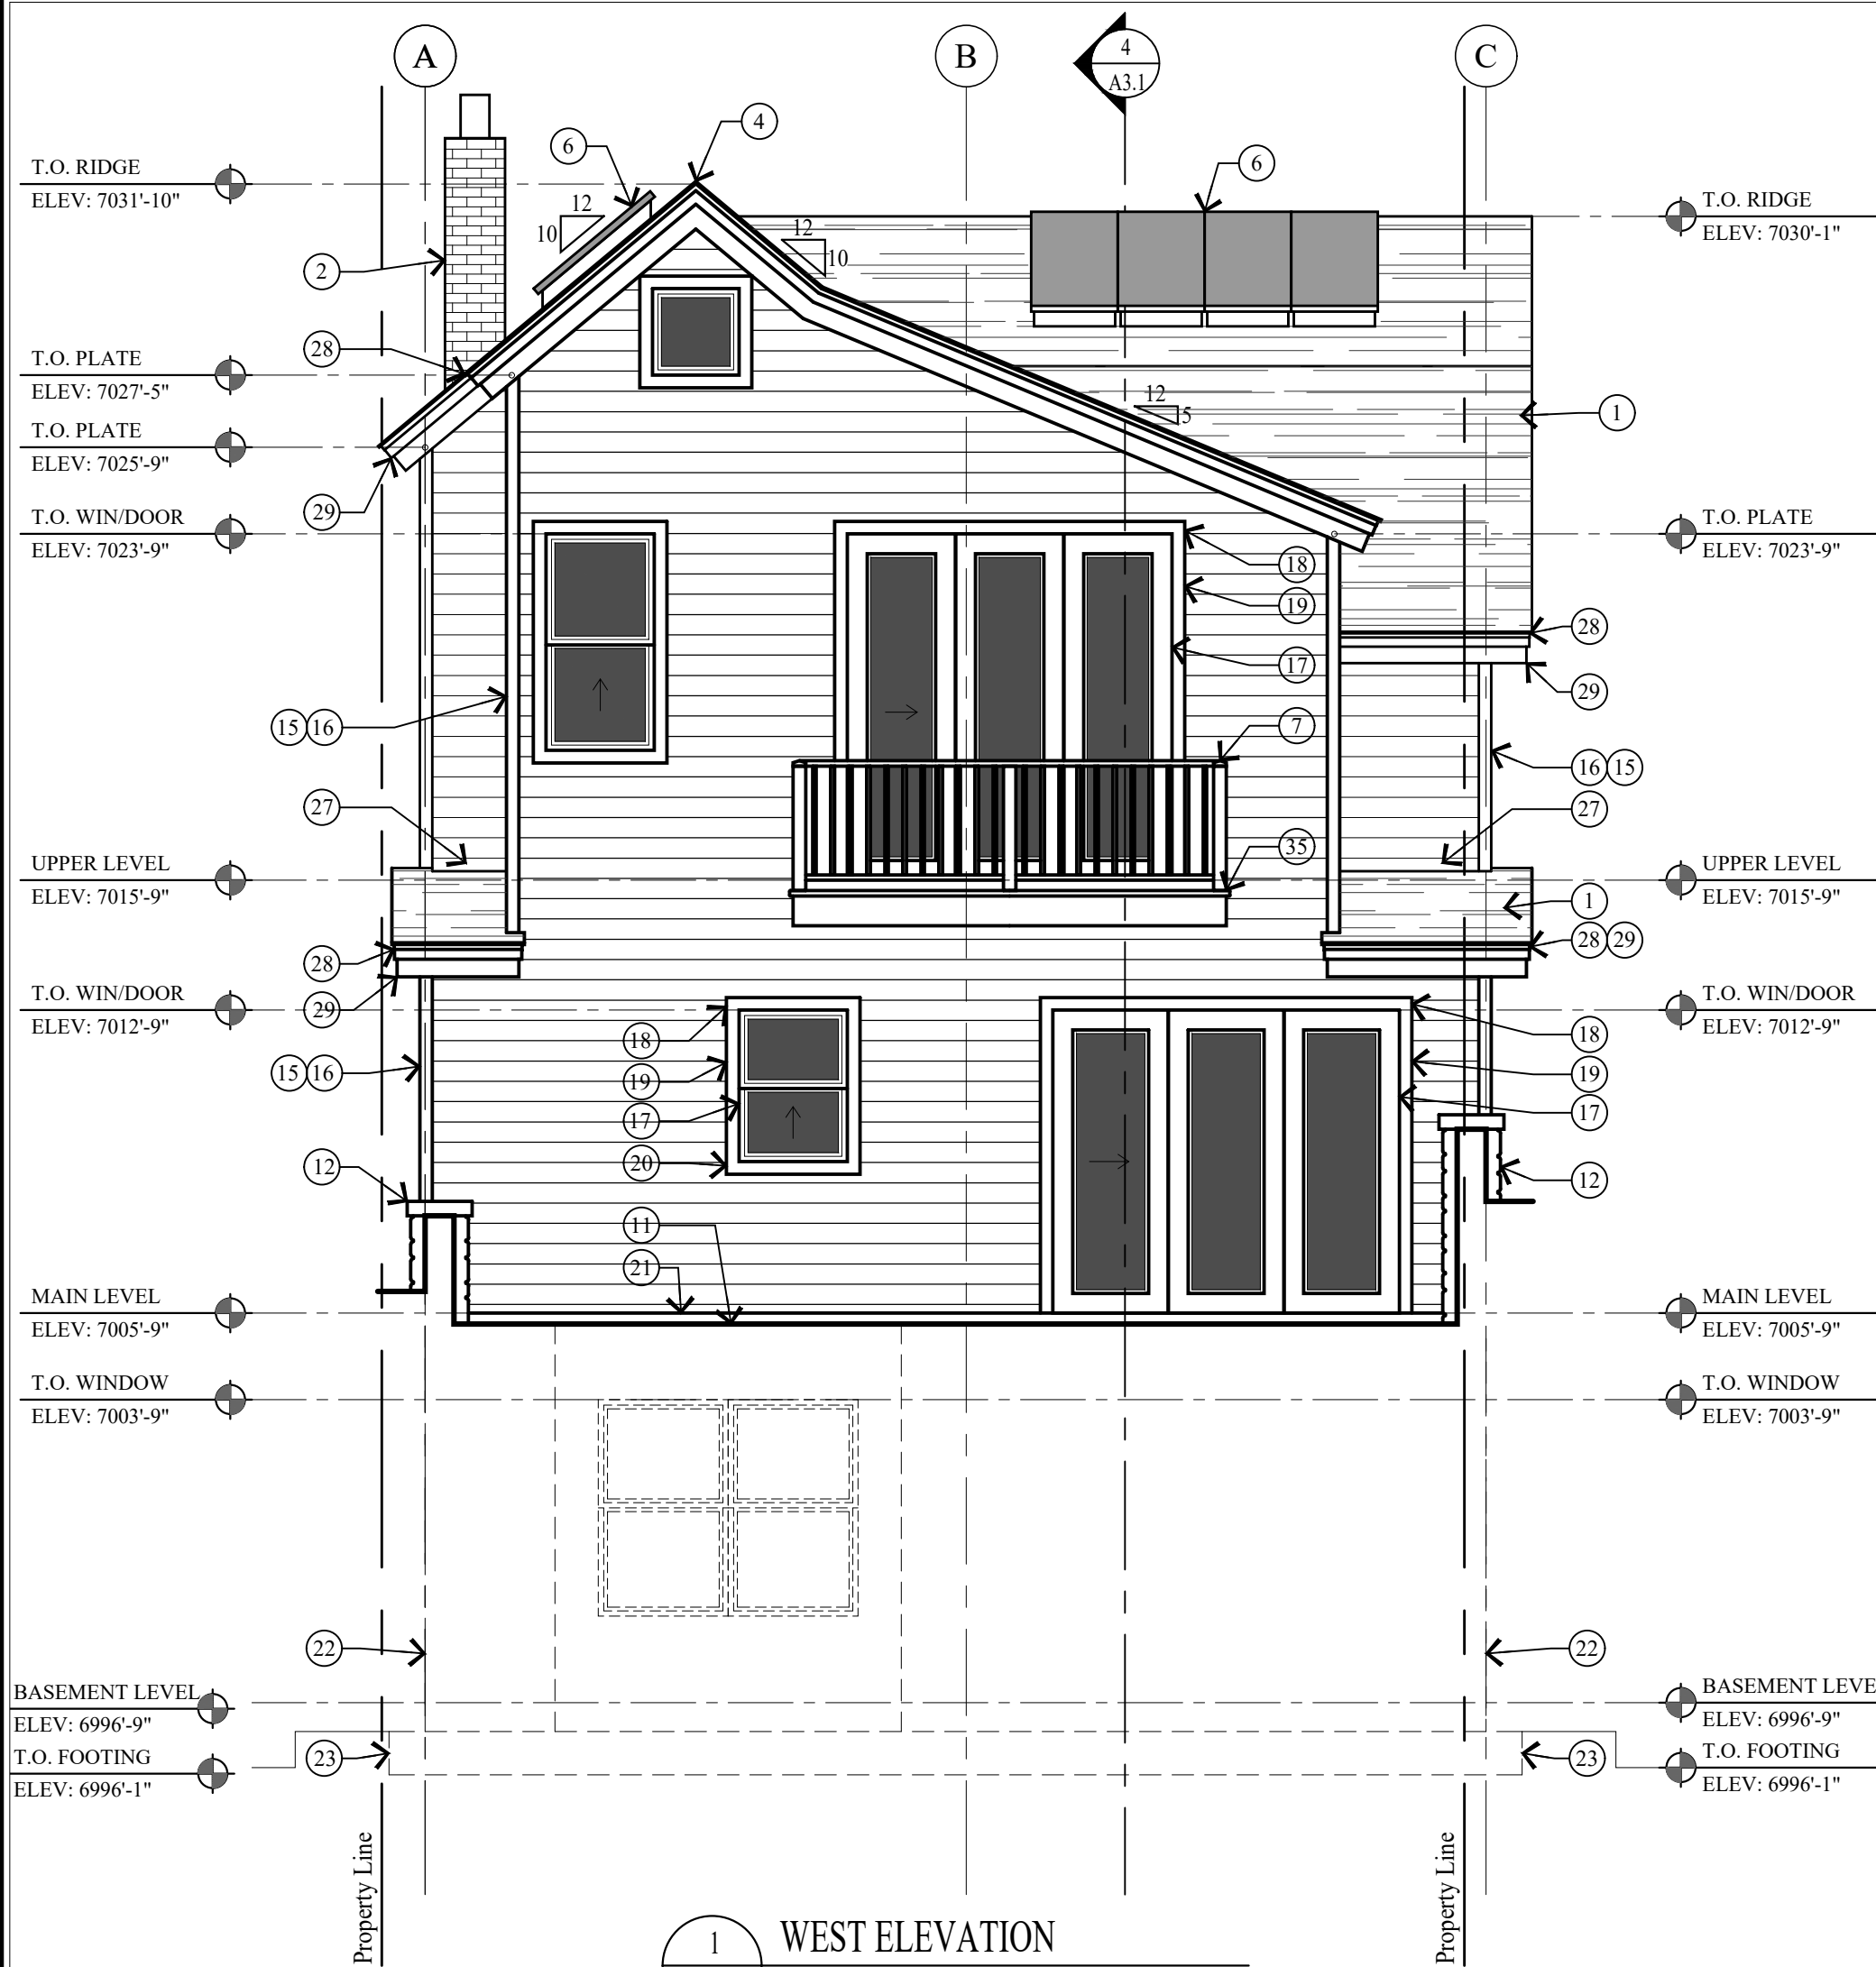 A
B
4
A3.1
C
4
6
6
T.O. RIDGE
ELEV: 7031'-10"
T.O. RIDGE
ELEV: 7030'-1"
12
10
12
10
2
28
T.O. PLATE
ELEV: 7027'-5"
12
5
1
T.O. PLATE
ELEV: 7025'-9"
29
T.O. WIN/DOOR
ELEV: 7023'-9"
T.O. PLATE
ELEV: 7023'-9"
18
19
28
17
29
15 16
7
16 15
27
27
35
UPPER LEVEL
ELEV: 7015'-9"
UPPER LEVEL
ELEV: 7015'-9"
1
28 29
28
29
T.O. WIN/DOOR
ELEV: 7012'-9"
T.O. WIN/DOOR
ELEV: 7012'-9"
18
18
15 16
19
19
17
17
20
12
12
11
21
MAIN LEVEL
ELEV: 7005'-9"
MAIN LEVEL
ELEV: 7005'-9"
T.O. WINDOW
ELEV: 7003'-9"
T.O. WINDOW
ELEV: 7003'-9"
22
22
BASEMENT LEVEL
ELEV: 6996'-9"
BASEMENT LEVE
ELEV: 6996'-9"
T.O. FOOTING
ELEV: 6996'-1"
T.O. FOOTING
ELEV: 6996'-1"
23
23
Property Line
Property Line
1
WEST ELEVATION